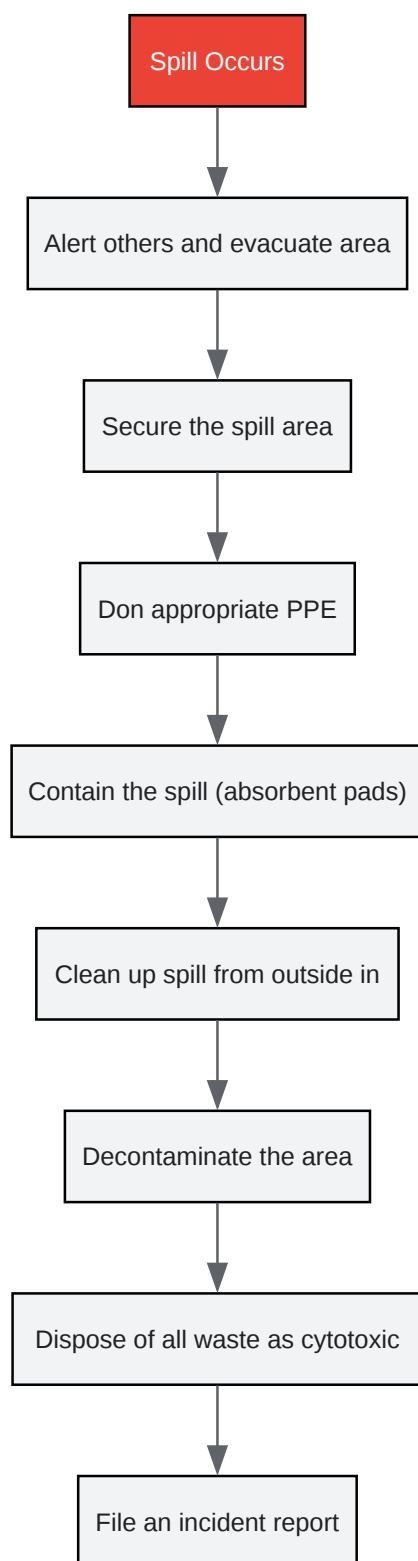 Spill Occurs
Alert others and evacuate area
Secure the spill area
Don appropriate PPE
Contain the spill (absorbent pads)
Clean up spill from outside in
Decontaminate the area
Dispose of all waste as cytotoxic
File an incident report